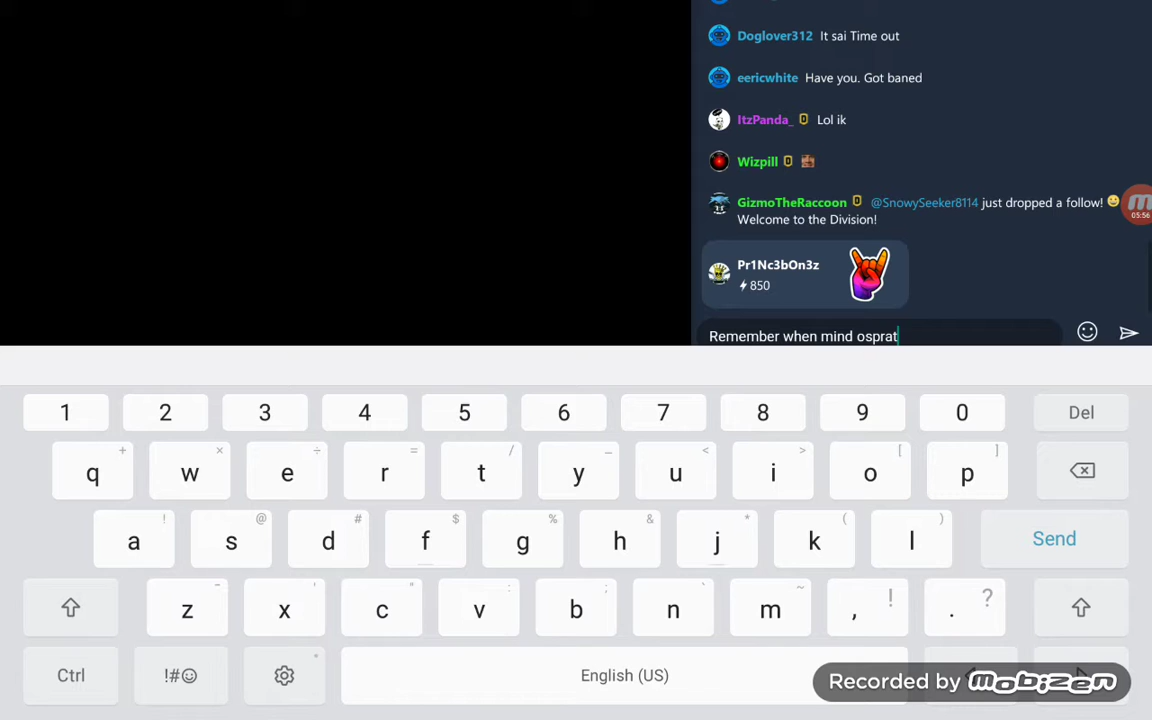 Doglover312 It sai Time out
eericwhite Have you. Got baned
ItzPanda_ Lol ik
Wizpill
GizmoTheRaccoon @SnowySeeker8114 just dropped a follow!
Welcome to the Division!
05:56
Pr1Nc3bOn3z
850
Remember when mind osprat
1 2 3 4 5 6 7 8 9 0 Del
+ × ÷ = / _ < > [ ]
q w e r t y u i o p
! @ # $ % & * ( )
a s d f g h j k l Send
- ' " : ; ` ~ ! ?
z x c v b n m , .
Ctrl !#☺ English (US)
Recorded by mobizen